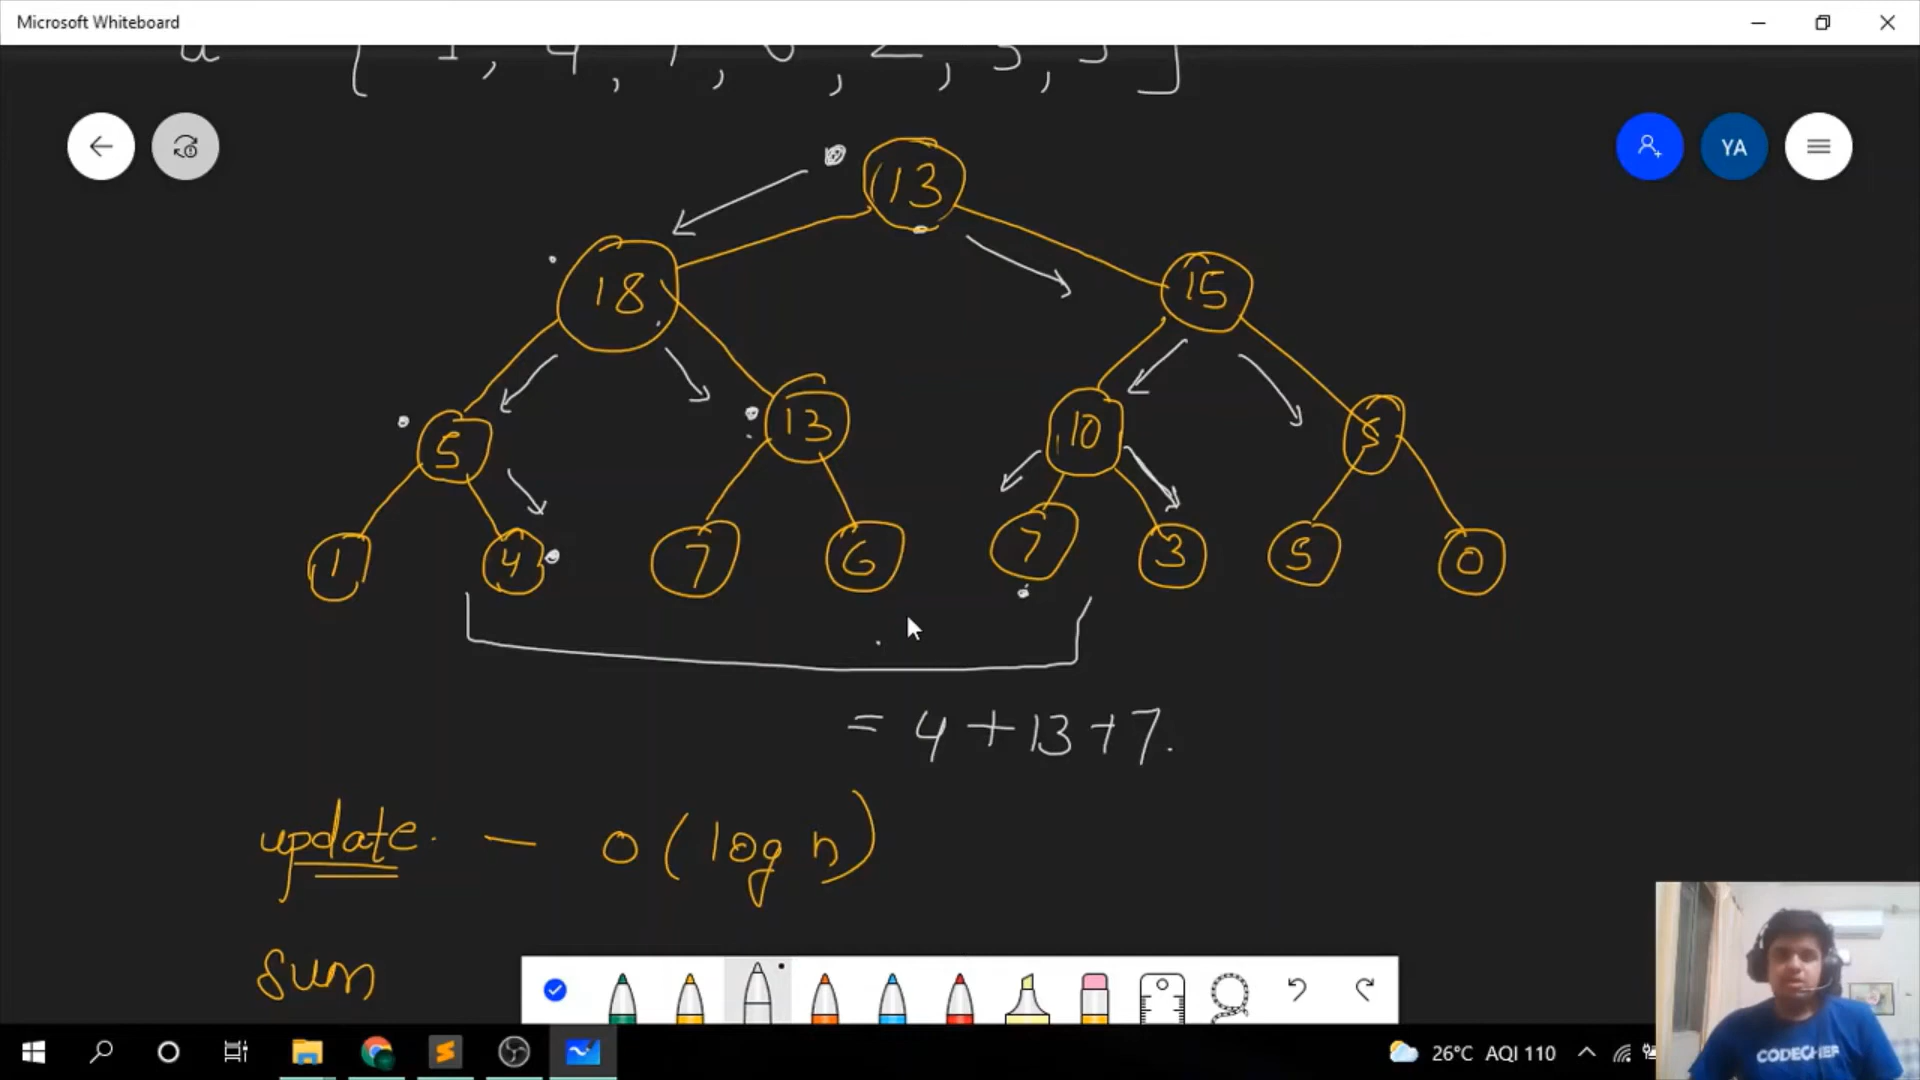 Microsoft Whiteboard
13
YA
18 15
5 13 10 5
1 4 7 6 7 3 5 0
= 4 + 13 + 7.
update. — O(log n)
sum
26°C AQI 110
CODECHEF